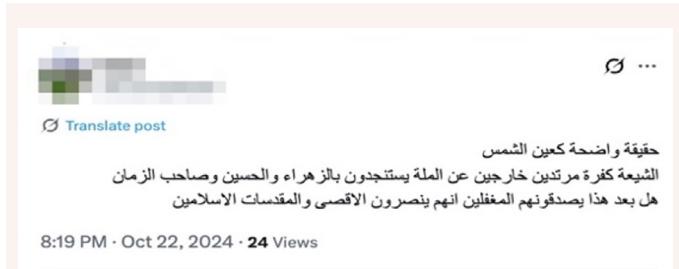 Translate post
حقيقة واضحة كعين الشمس
الشيعة كفرة مرتدين خارجين عن الملة يستنجدون بالزهراء والحسين وصاحب الزمان
هل بعد هذا يصدقونهم المغفلين انهم ينصرون الاقصى والمقدسات الاسلامين
8:19 PM · Oct 22, 2024 · 24 Views